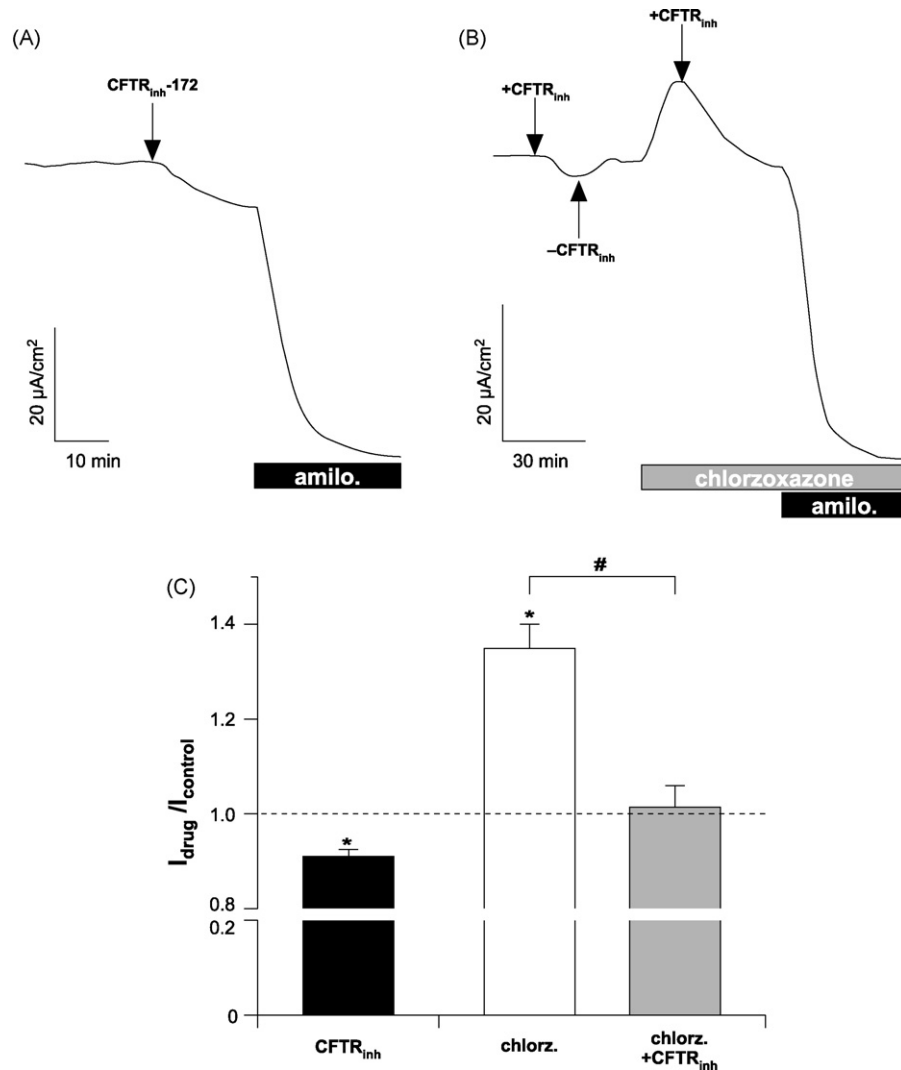 (A)
CFTRinh-172
20 µA/cm2
10 min
amilo.
(B)
+CFTRinh
+CFTRinh
–CFTRinh
20 µA/cm2
30 min
chlorzoxazone
amilo.
(C)
#
*
*
1.4
1.2
1.0
0.8
0.2
0
Idrug /Icontrol
CFTRinh
chlorz.
chlorz.
+CFTRinh